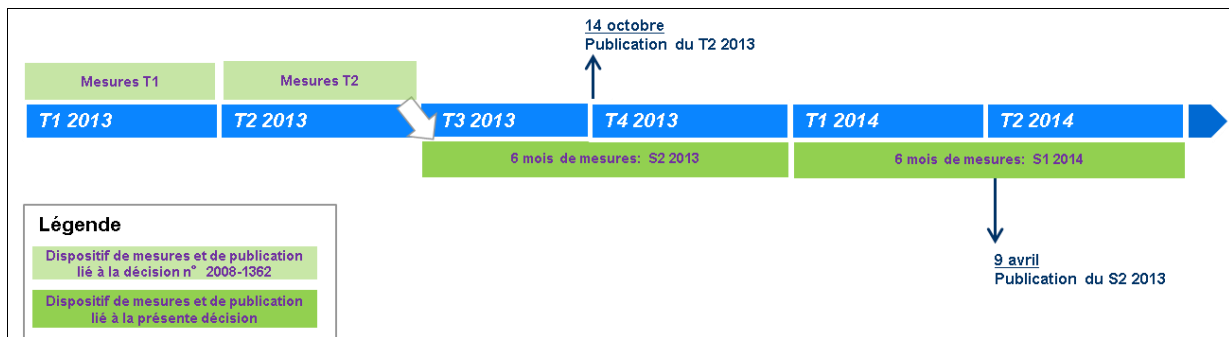 14 octobre
Publication du T2 2013
Mesures T1
Mesures T2
T1 2013
T2 2013
T3 2013
T4 2013
T1 2014
T2 2014
6 mois de mesures: S2 2013
6 mois de mesures: S1 2014
Légende
Dispositif de mesures et de publication
lié à la décision n° 2008-1362
Dispositif de mesures et de publication
lié à la présente décision
9 avril
Publication du S2 2013